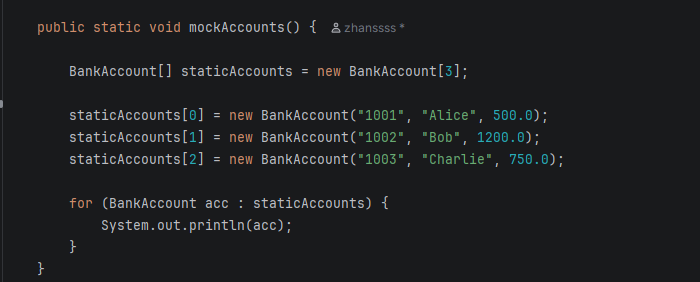 public static void mockAccounts() { zhanssss *
BankAccount[] staticAccounts = new BankAccount[3];
staticAccounts[0] = new BankAccount("1001", "Alice", 500.0);
staticAccounts[1] = new BankAccount("1002", "Bob", 1200.0);
staticAccounts[2] = new BankAccount("1003", "Charlie", 750.0);
for (BankAccount acc : staticAccounts) {
System.out.println(acc);
}
}